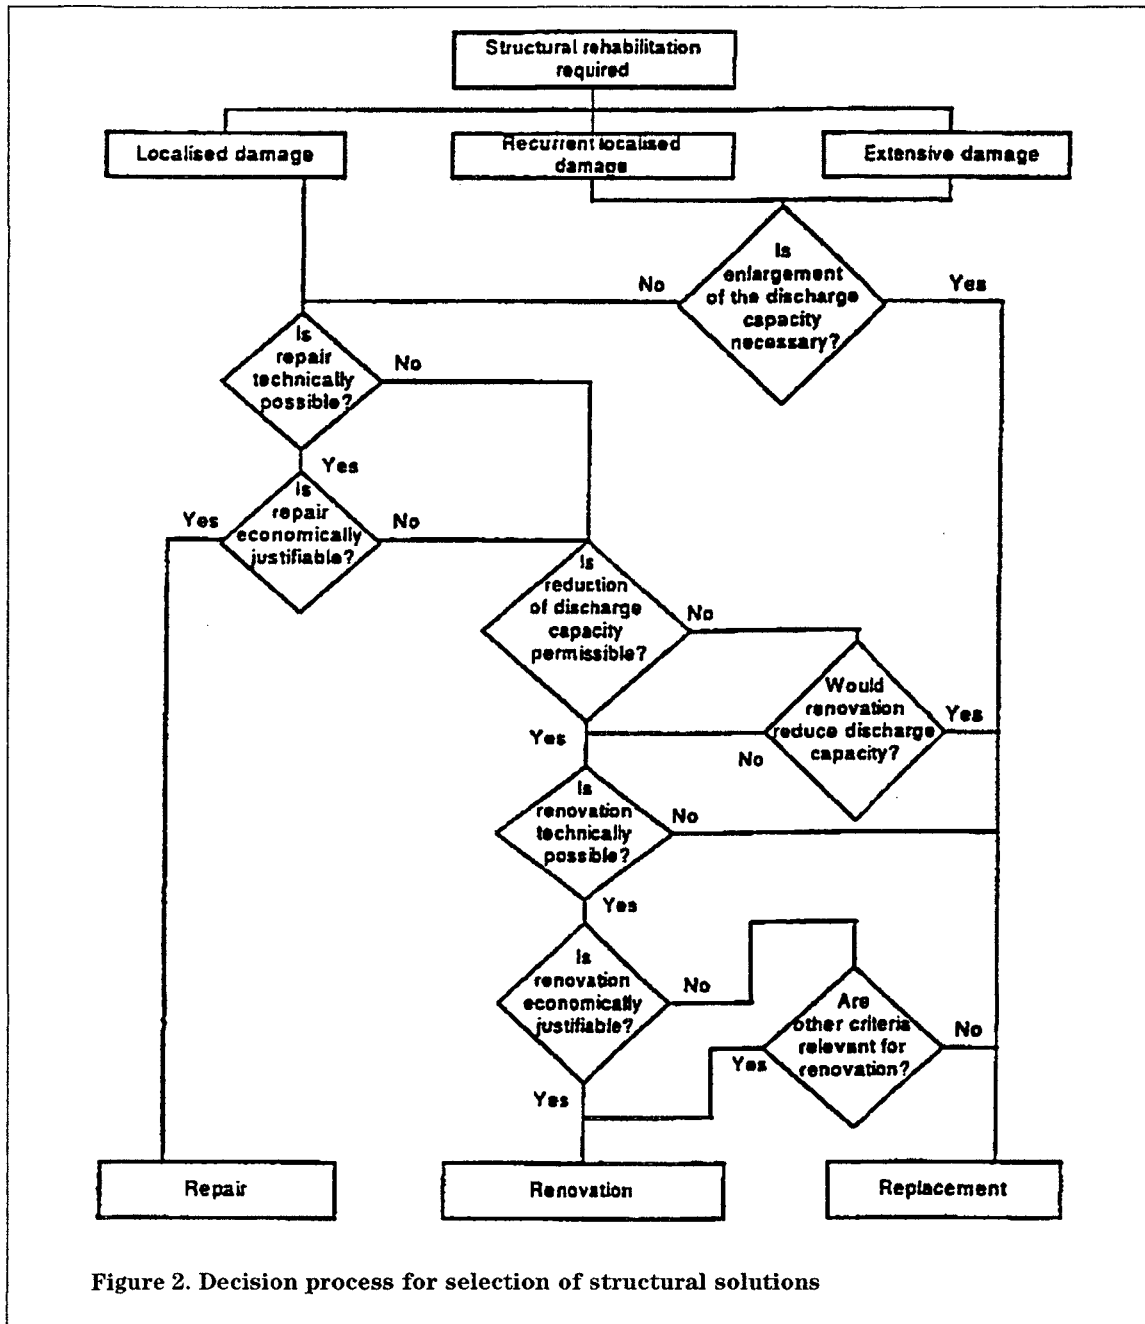 Structural rehabilitation
required
Localised damage
Recurrent localised
damage
Extensive damage
Is
enlargement
of the discharge
capacity
necessary?
No
Yes
Is
repair
technically
possible?
No
Yes
Is
repair
economically
justifiable?
Yes
No
Is
reduction
of discharge
capacity
permissible?
No
Yes
Would
renovation
reduce discharge
capacity?
Yes
No
Is
renovation
technically
possible?
No
Yes
Is
renovation
economically
justifiable?
No
Yes
Are
other criteria
relevant for
renovation?
No
Yes
Repair
Renovation
Replacement
Figure 2. Decision process for selection of structural solutions